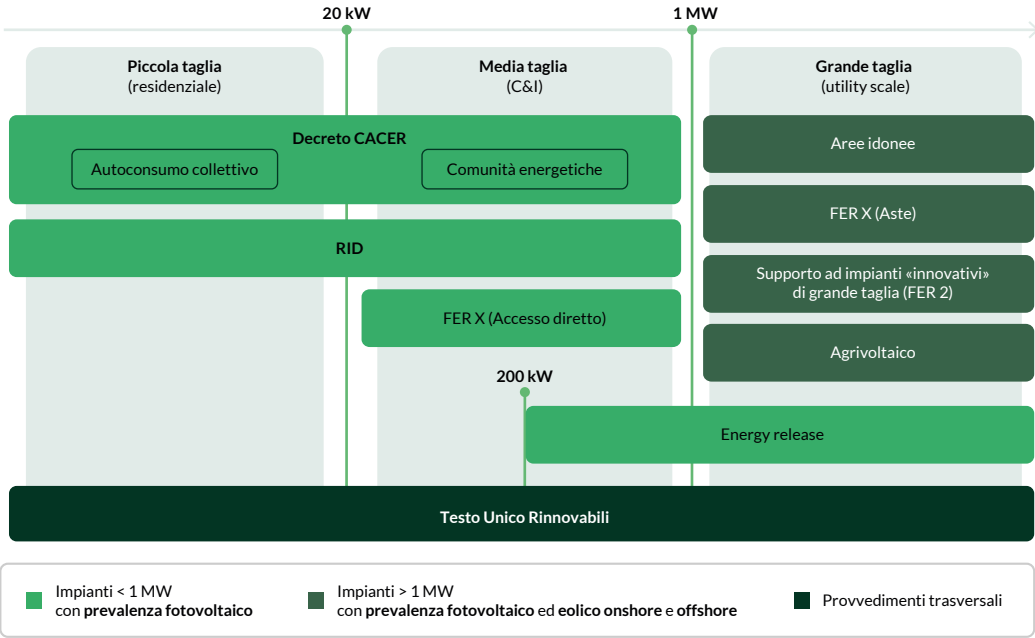 20 kW
1 MW
Piccola taglia
(residenziale)
Media taglia
(C&I)
Grande taglia
(utility scale)
Decreto CACER
Autoconsumo collettivo
Comunità energetiche
Aree idonee
RID
FER X (Aste)
FER X (Accesso diretto)
Supporto ad impianti «innovativi»
di grande taglia (FER 2)
Agrivoltaico
200 kW
Energy release
Testo Unico Rinnovabili
Impianti < 1 MW
con prevalenza fotovoltaico
Impianti > 1 MW
con prevalenza fotovoltaico ed eolico onshore e offshore
Provvedimenti trasversali